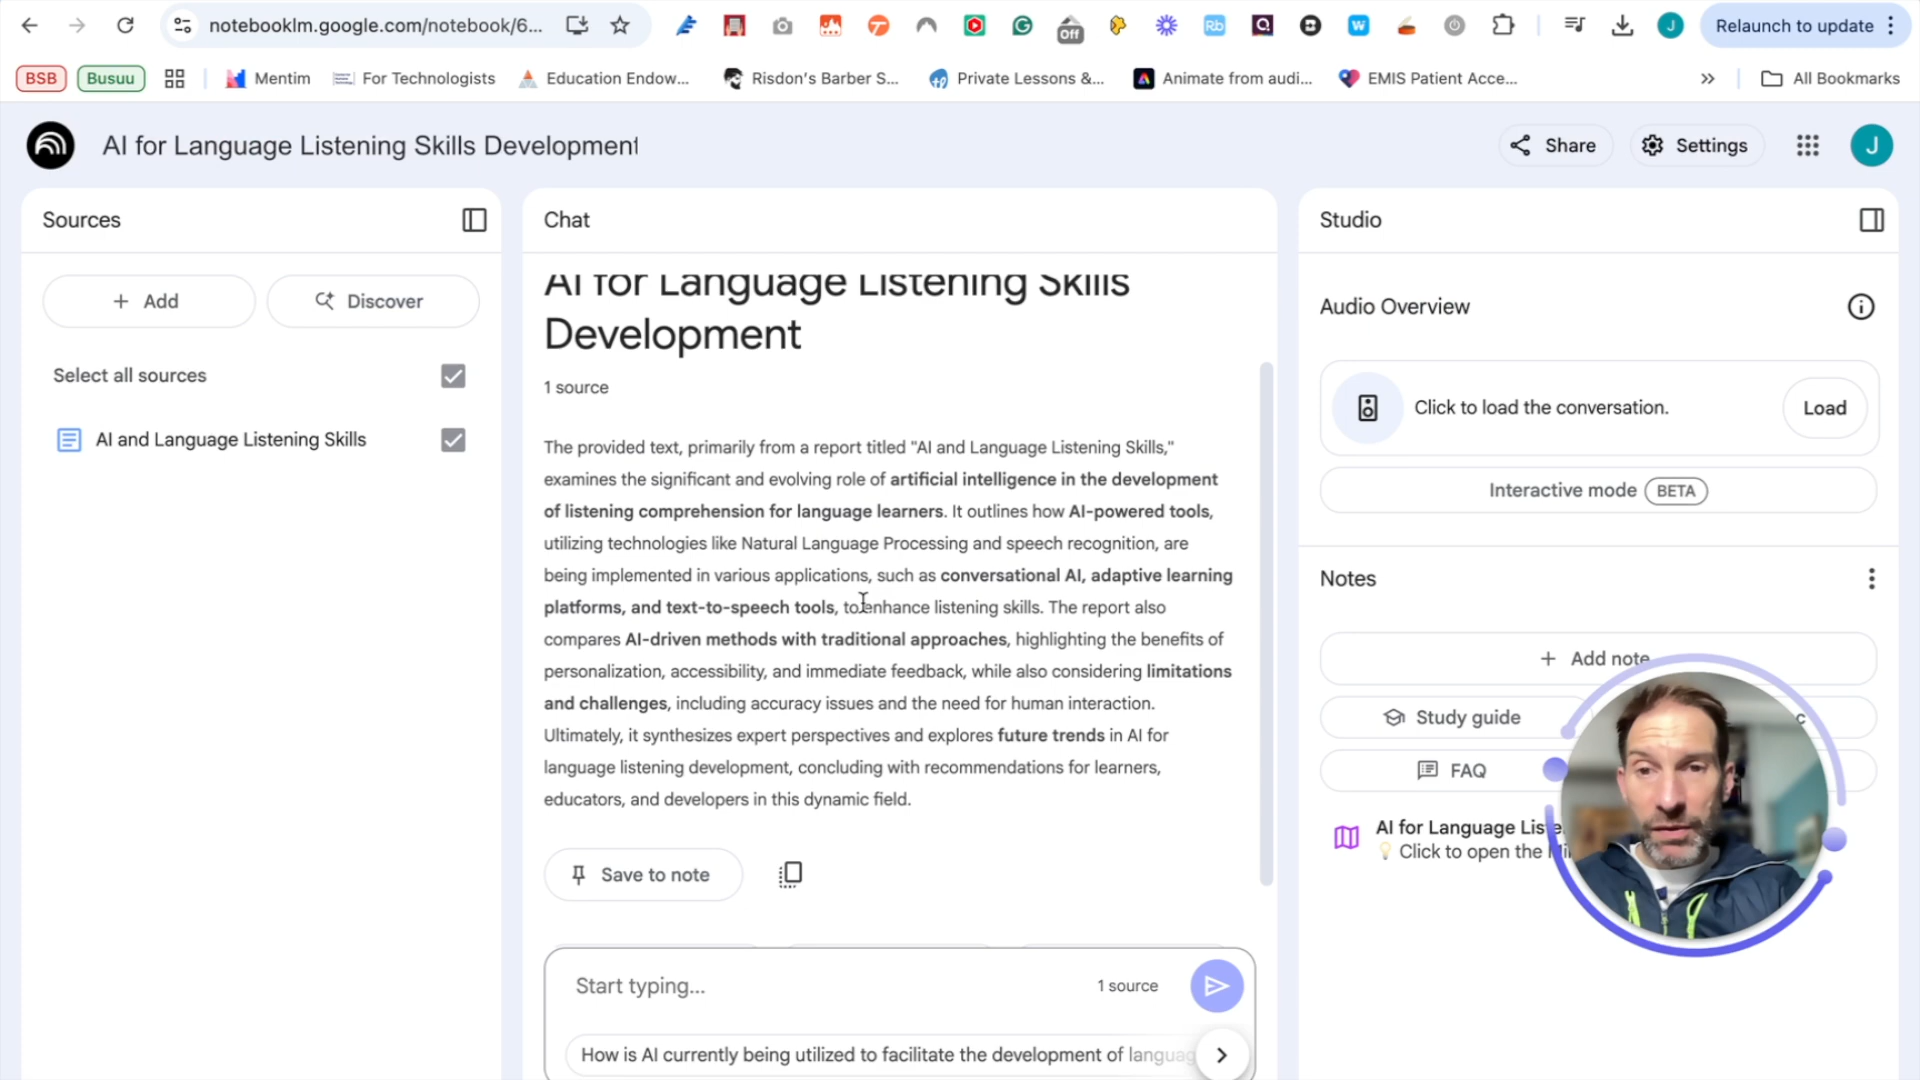 notebooklm.google.com/notebook/6...
Off
Rb
W
J
Relaunch to update
BSB
Busuu
Mentim
For Technologists
Education Endow...
Risdon's Barber S...
Private Lessons &...
Animate from audi...
EMIS Patient Acce...
All Bookmarks
AI for Language Listening Skills Development
Share
Settings
J
Sources
Add
Discover
Select all sources
AI and Language Listening Skills
Chat
AI for Language Listening Skills
Development
1 source
The provided text, primarily from a report titled "AI and Language Listening Skills,"
examines the significant and evolving role of artificial intelligence in the development
of listening comprehension for language learners. It outlines how AI-powered tools,
utilizing technologies like Natural Language Processing and speech recognition, are
being implemented in various applications, such as conversational AI, adaptive learning
platforms, and text-to-speech tools, to enhance listening skills. The report also
compares AI-driven methods with traditional approaches, highlighting the benefits of
personalization, accessibility, and immediate feedback, while also considering limitations
and challenges, including accuracy issues and the need for human interaction.
Ultimately, it synthesizes expert perspectives and explores future trends in AI for
language listening development, concluding with recommendations for learners,
educators, and developers in this dynamic field.
Save to note
Start typing...
1 source
How is AI currently being utilized to facilitate the development of languag
Studio
Audio Overview
Click to load the conversation.
Load
Interactive mode BETA
Notes
Add note
Study guide
c
FAQ
AI for Language Liste
Click to open the Mi